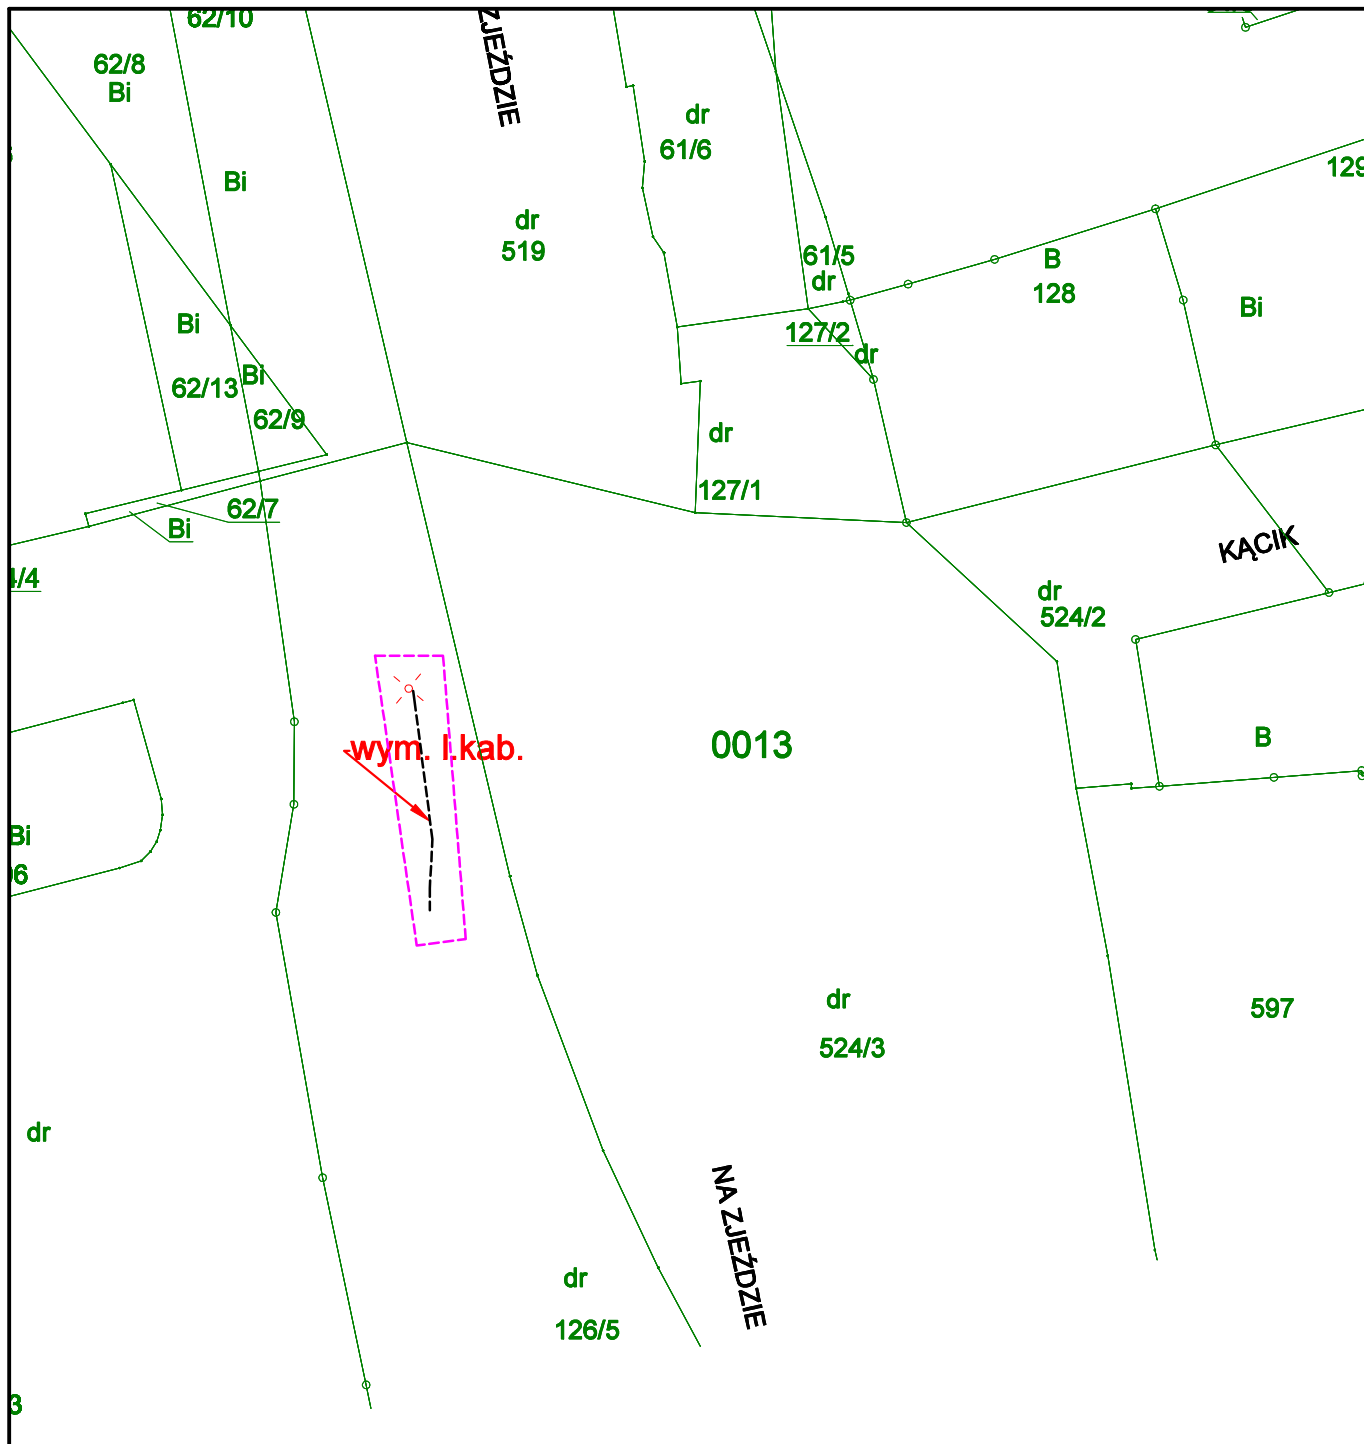 62/10
ZJEŹDZIE
62/8
Bi
dr
61/6
129
Bi
dr
519
61/5
dr
B
128
Bi
Bi
127/2
dr
62/13
Bi
62/9
dr
127/1
62/7
Bi
KĄCIK
4/4
dr
524/2
wym. l.kab.
0013
B
Bi
06
dr
524/3
597
dr
NA ZJEŹDZIE
dr
126/5
3